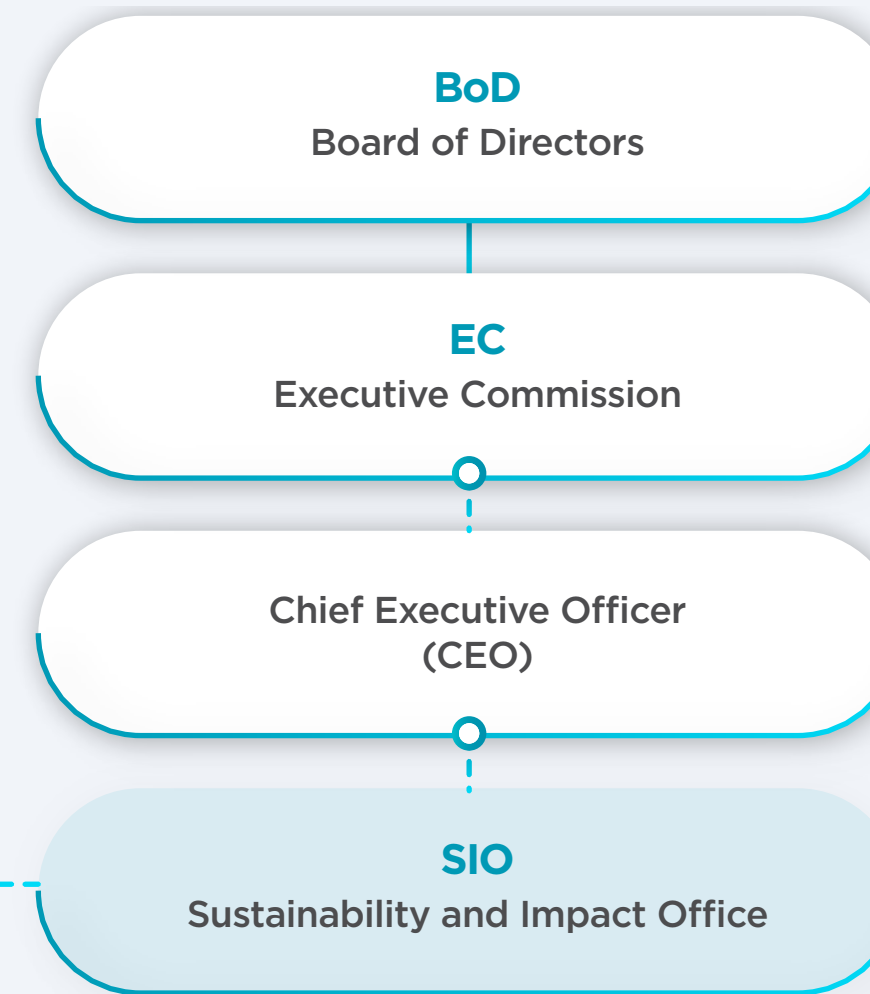 BoD
Board of Directors
EC
Executive Commission
Chief Executive Officer
(CEO)
SIO
Sustainability and Impact Office